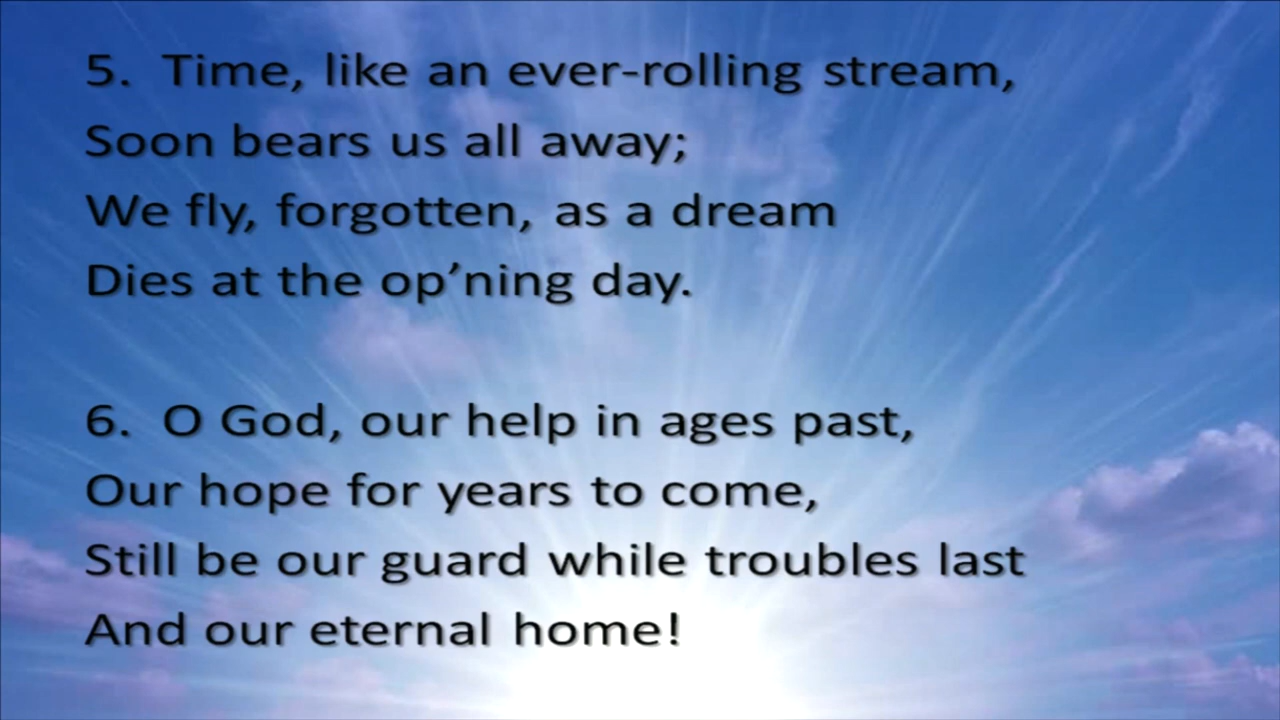 5. Time, like an ever-rolling stream,
Soon bears us all away;
We fly, forgotten, as a dream
Dies at the op’ning day.
6. O God, our help in ages past,
Our hope for years to come,
Still be our guard while troubles last
And our eternal home!